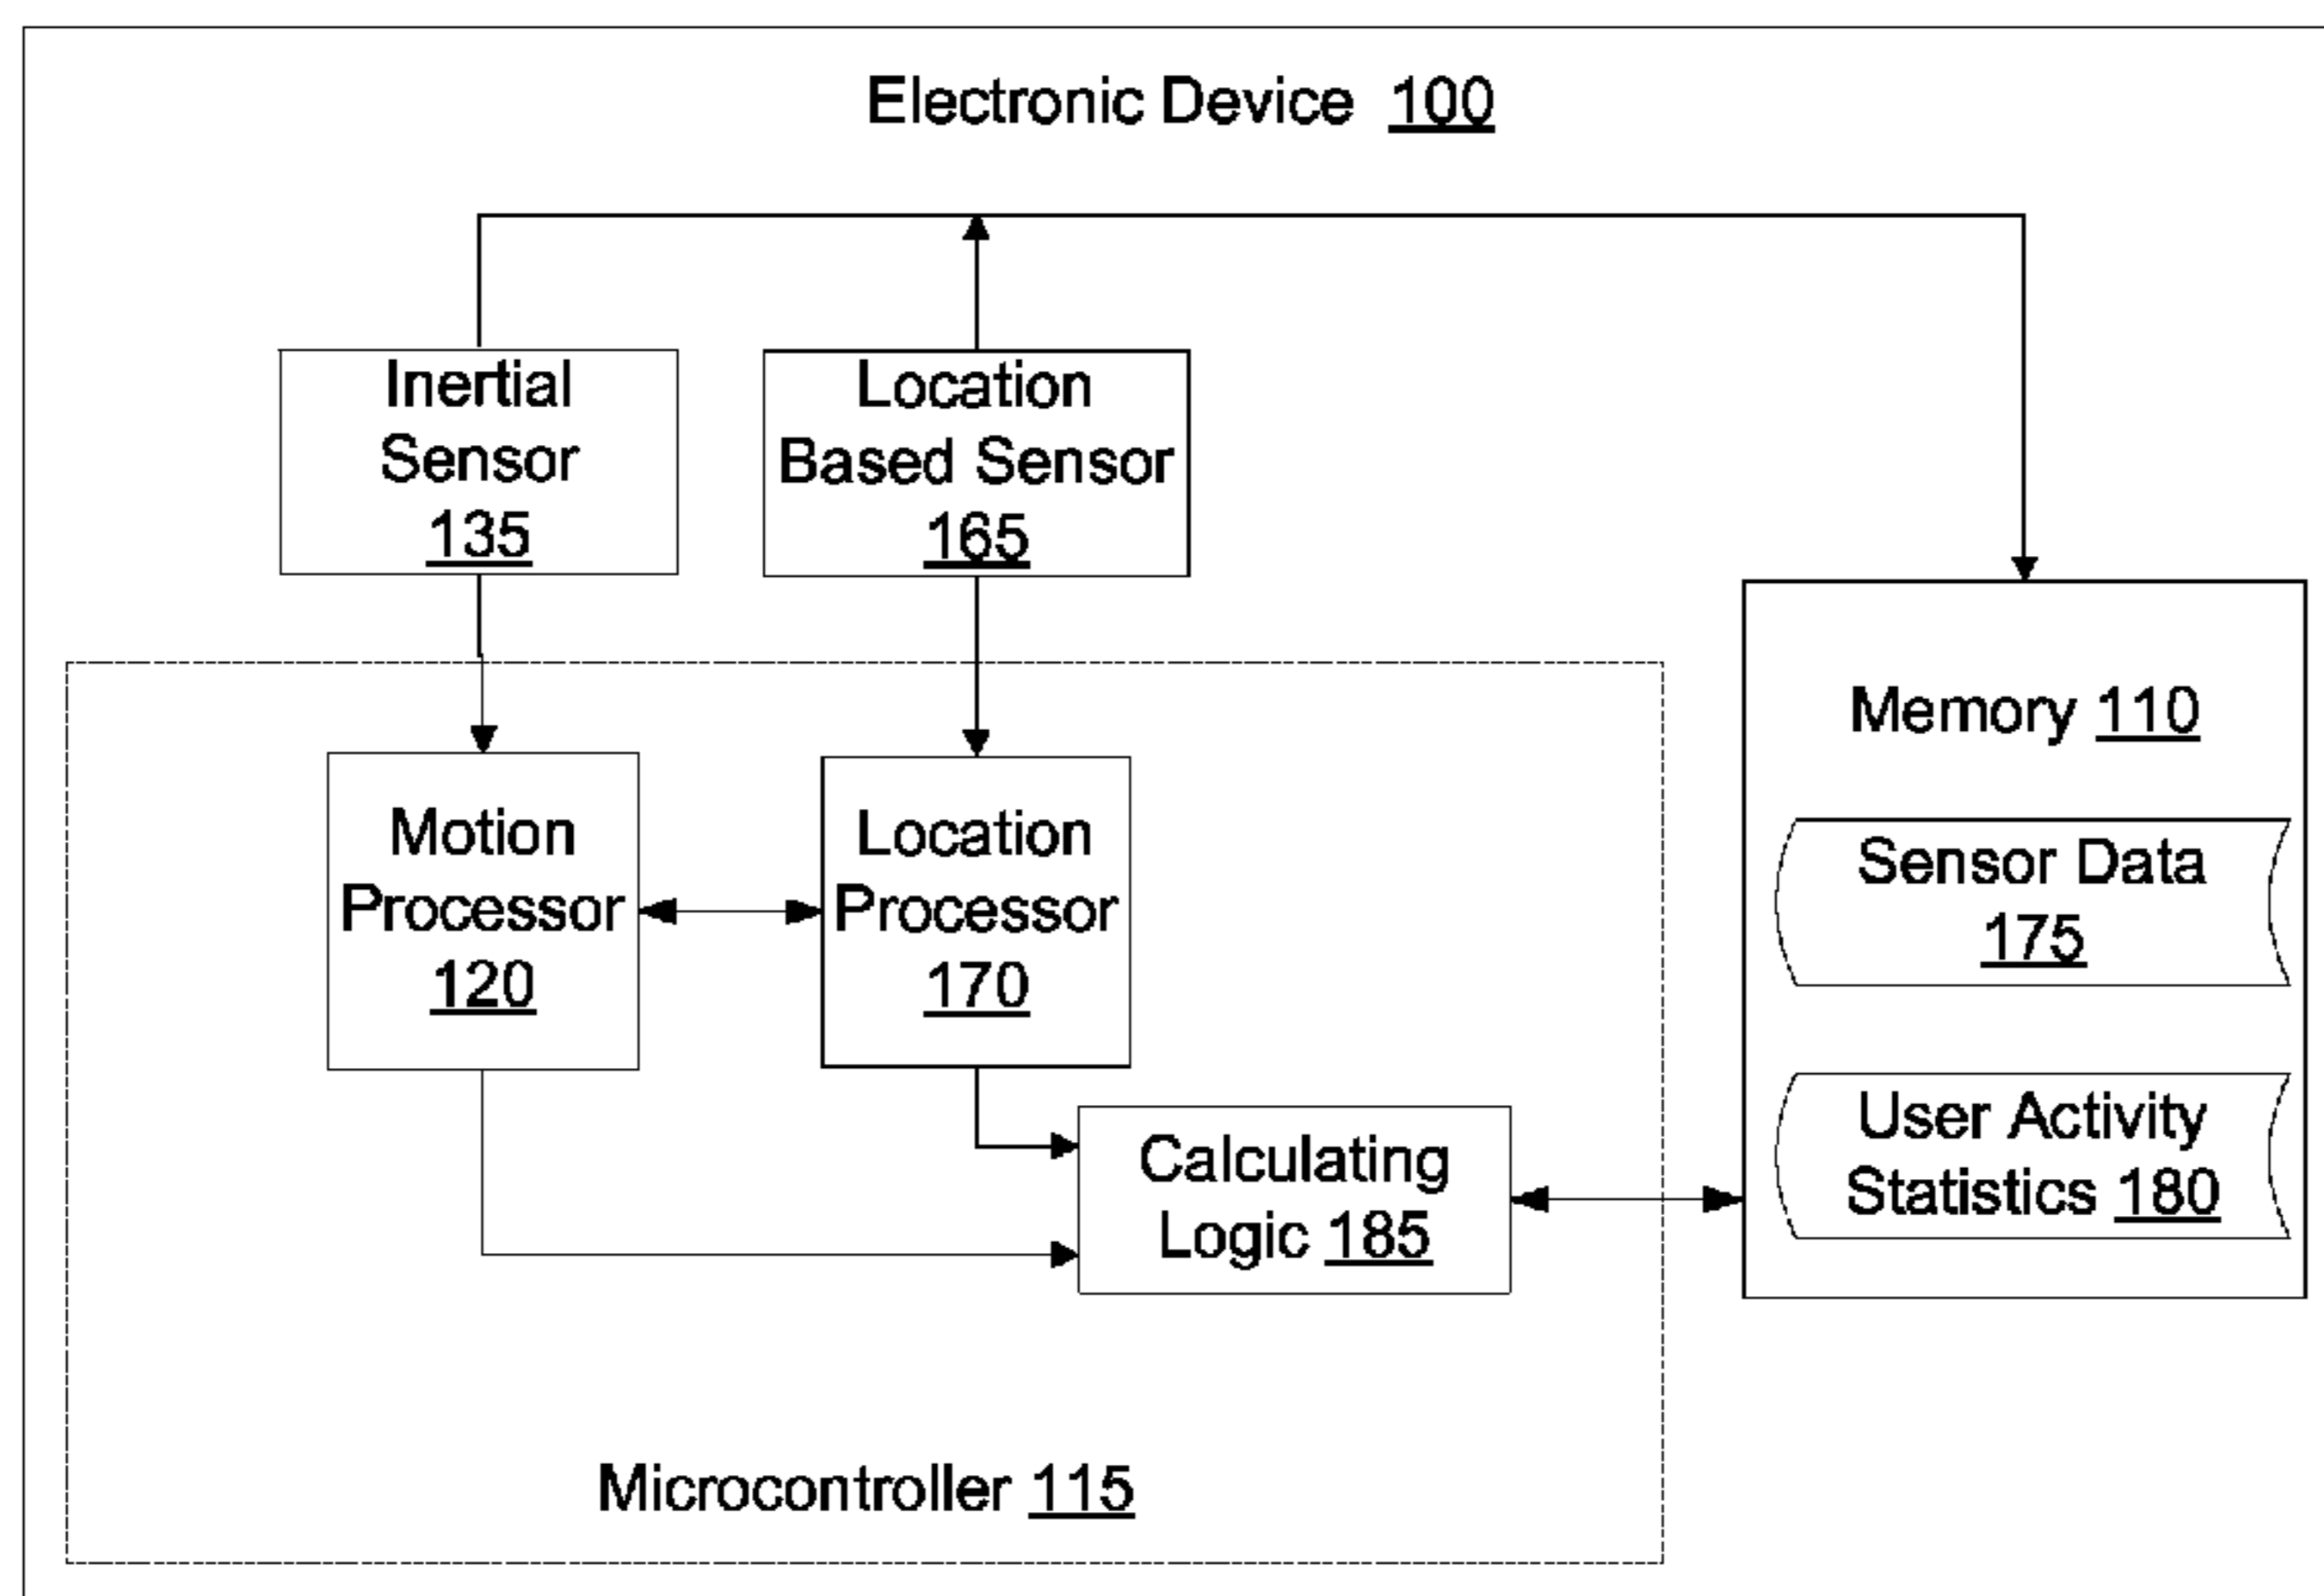 Electronic Device 100
Inertial
Sensor
135
Location
Based Sensor
165
Memory 110
Sensor Data
175
User Activity
Statistics 180
Motion
Processor
120
Location
Processor
170
Calculating
Logic 185
Microcontroller 115